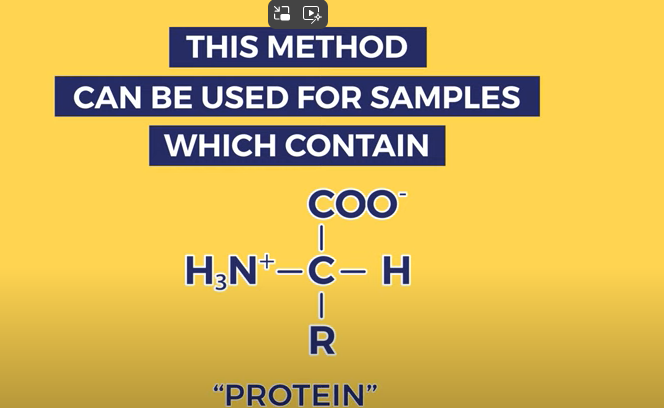 THIS METHOD
CAN BE USED FOR SAMPLES
WHICH CONTAIN
COO⁻
H₃N⁺–C–H
R
“PROTEIN”